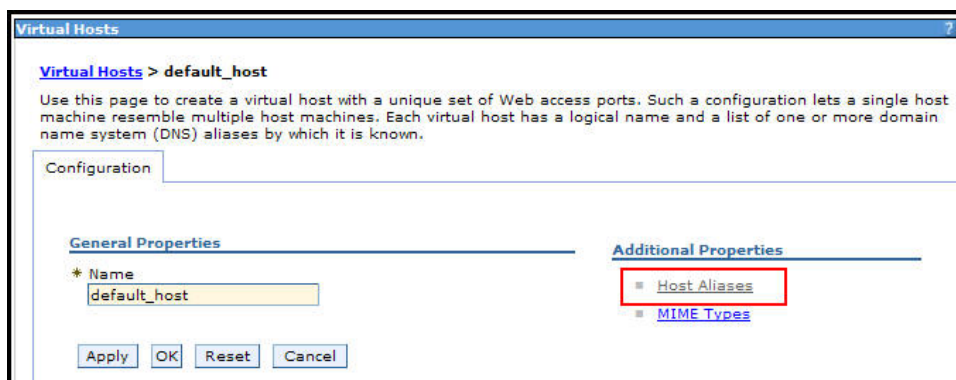 Virtual Hosts
?
Virtual Hosts > default_host
Use this page to create a virtual host with a unique set of Web access ports. Such a configuration lets a single host
machine resemble multiple host machines. Each virtual host has a logical name and a list of one or more domain
name system (DNS) aliases by which it is known.
Configuration
General Properties
* Name
default_host
Apply OK Reset Cancel
Additional Properties
Host Aliases
MIME Types